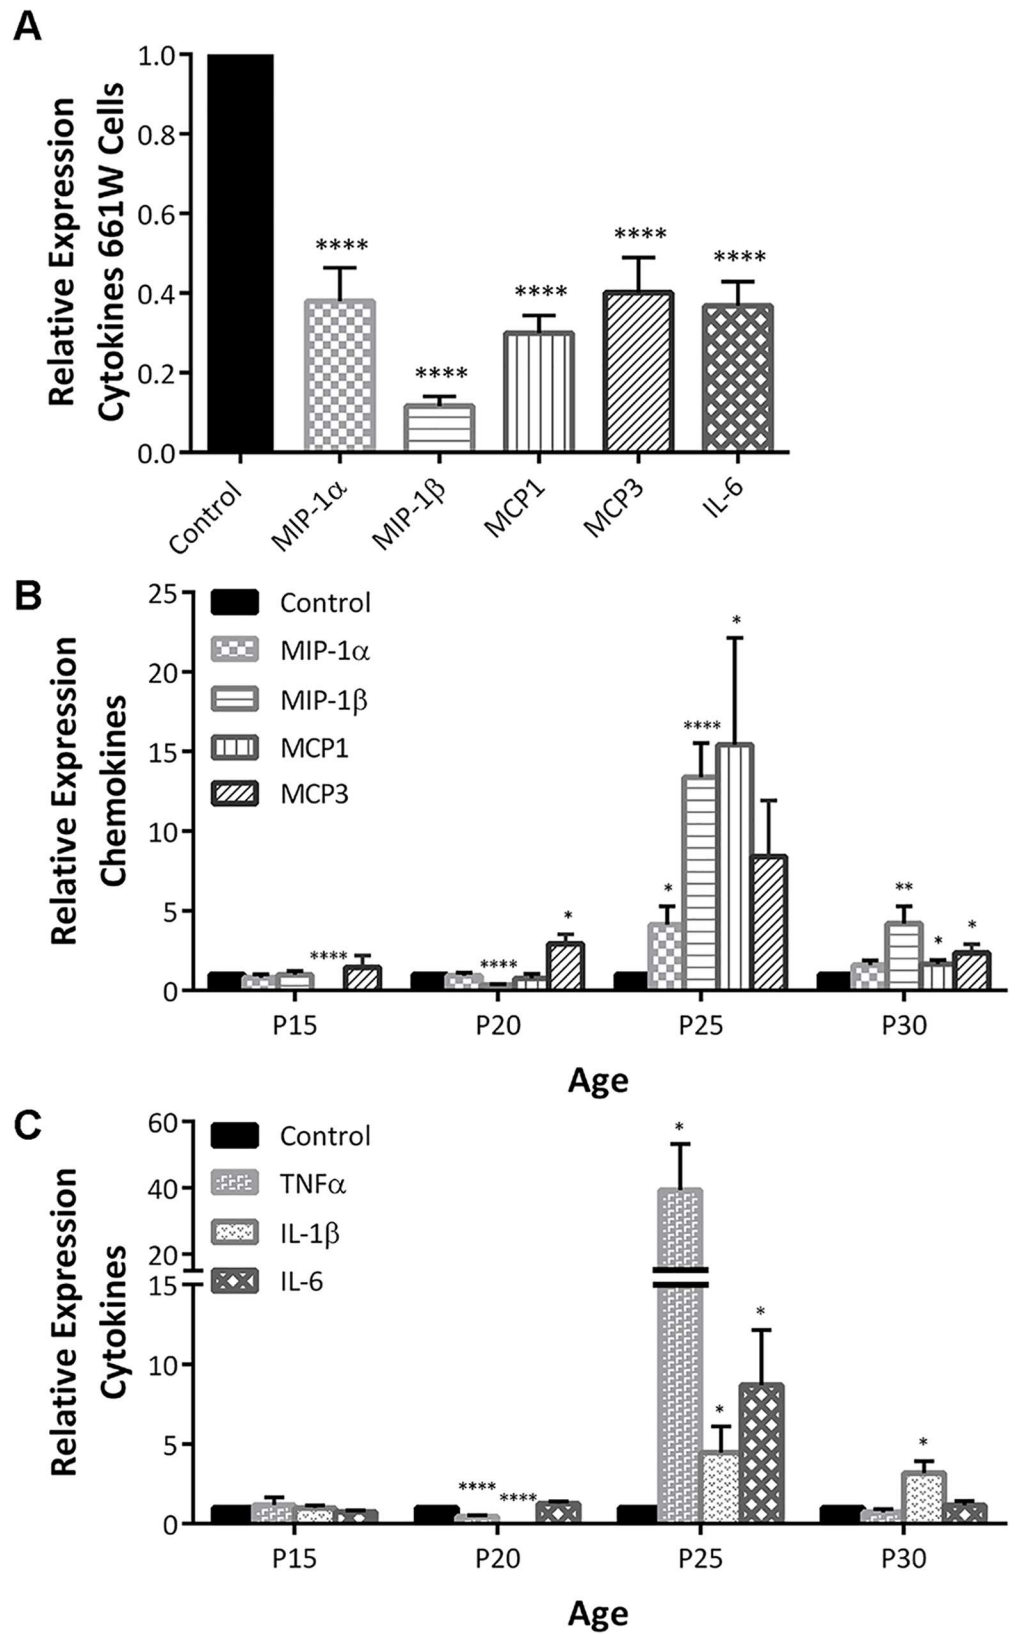 A
Relative Expression
Cytokines 661W Cells
1.0
0.8
0.6
0.4
0.2
0.0
****
****
****
****
****
Control
MIP-1α
MIP-1β
MCP1
MCP3
IL-6
B
Relative Expression
Chemokines
25
20
15
10
5
0
Control
MIP-1α
MIP-1β
MCP1
MCP3
****
****
*
*
****
*
**
*
*
P15
P20
P25
P30
Age
C
Relative Expression
Cytokines
60
40
20
15
10
5
0
Control
TNFα
IL-1β
IL-6
****
****
*
*
*
*
P15
P20
P25
P30
Age